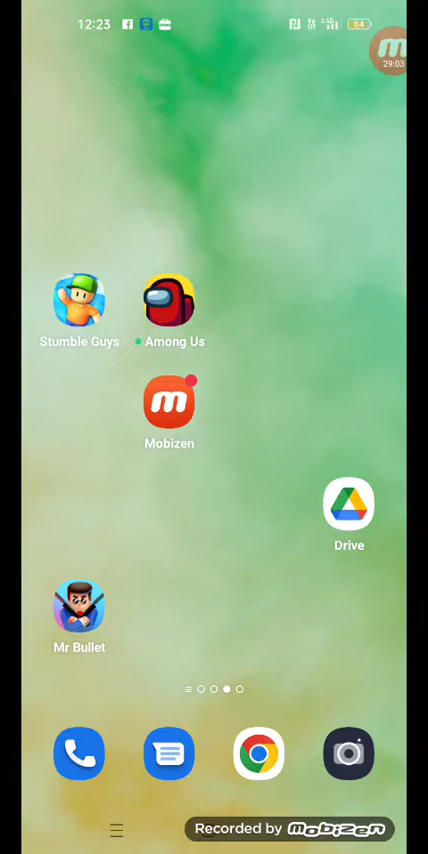 12:23
84
29:03
Stumble Guys
Among Us
Mobizen
Drive
Mr Bullet
Recorded by mobizen